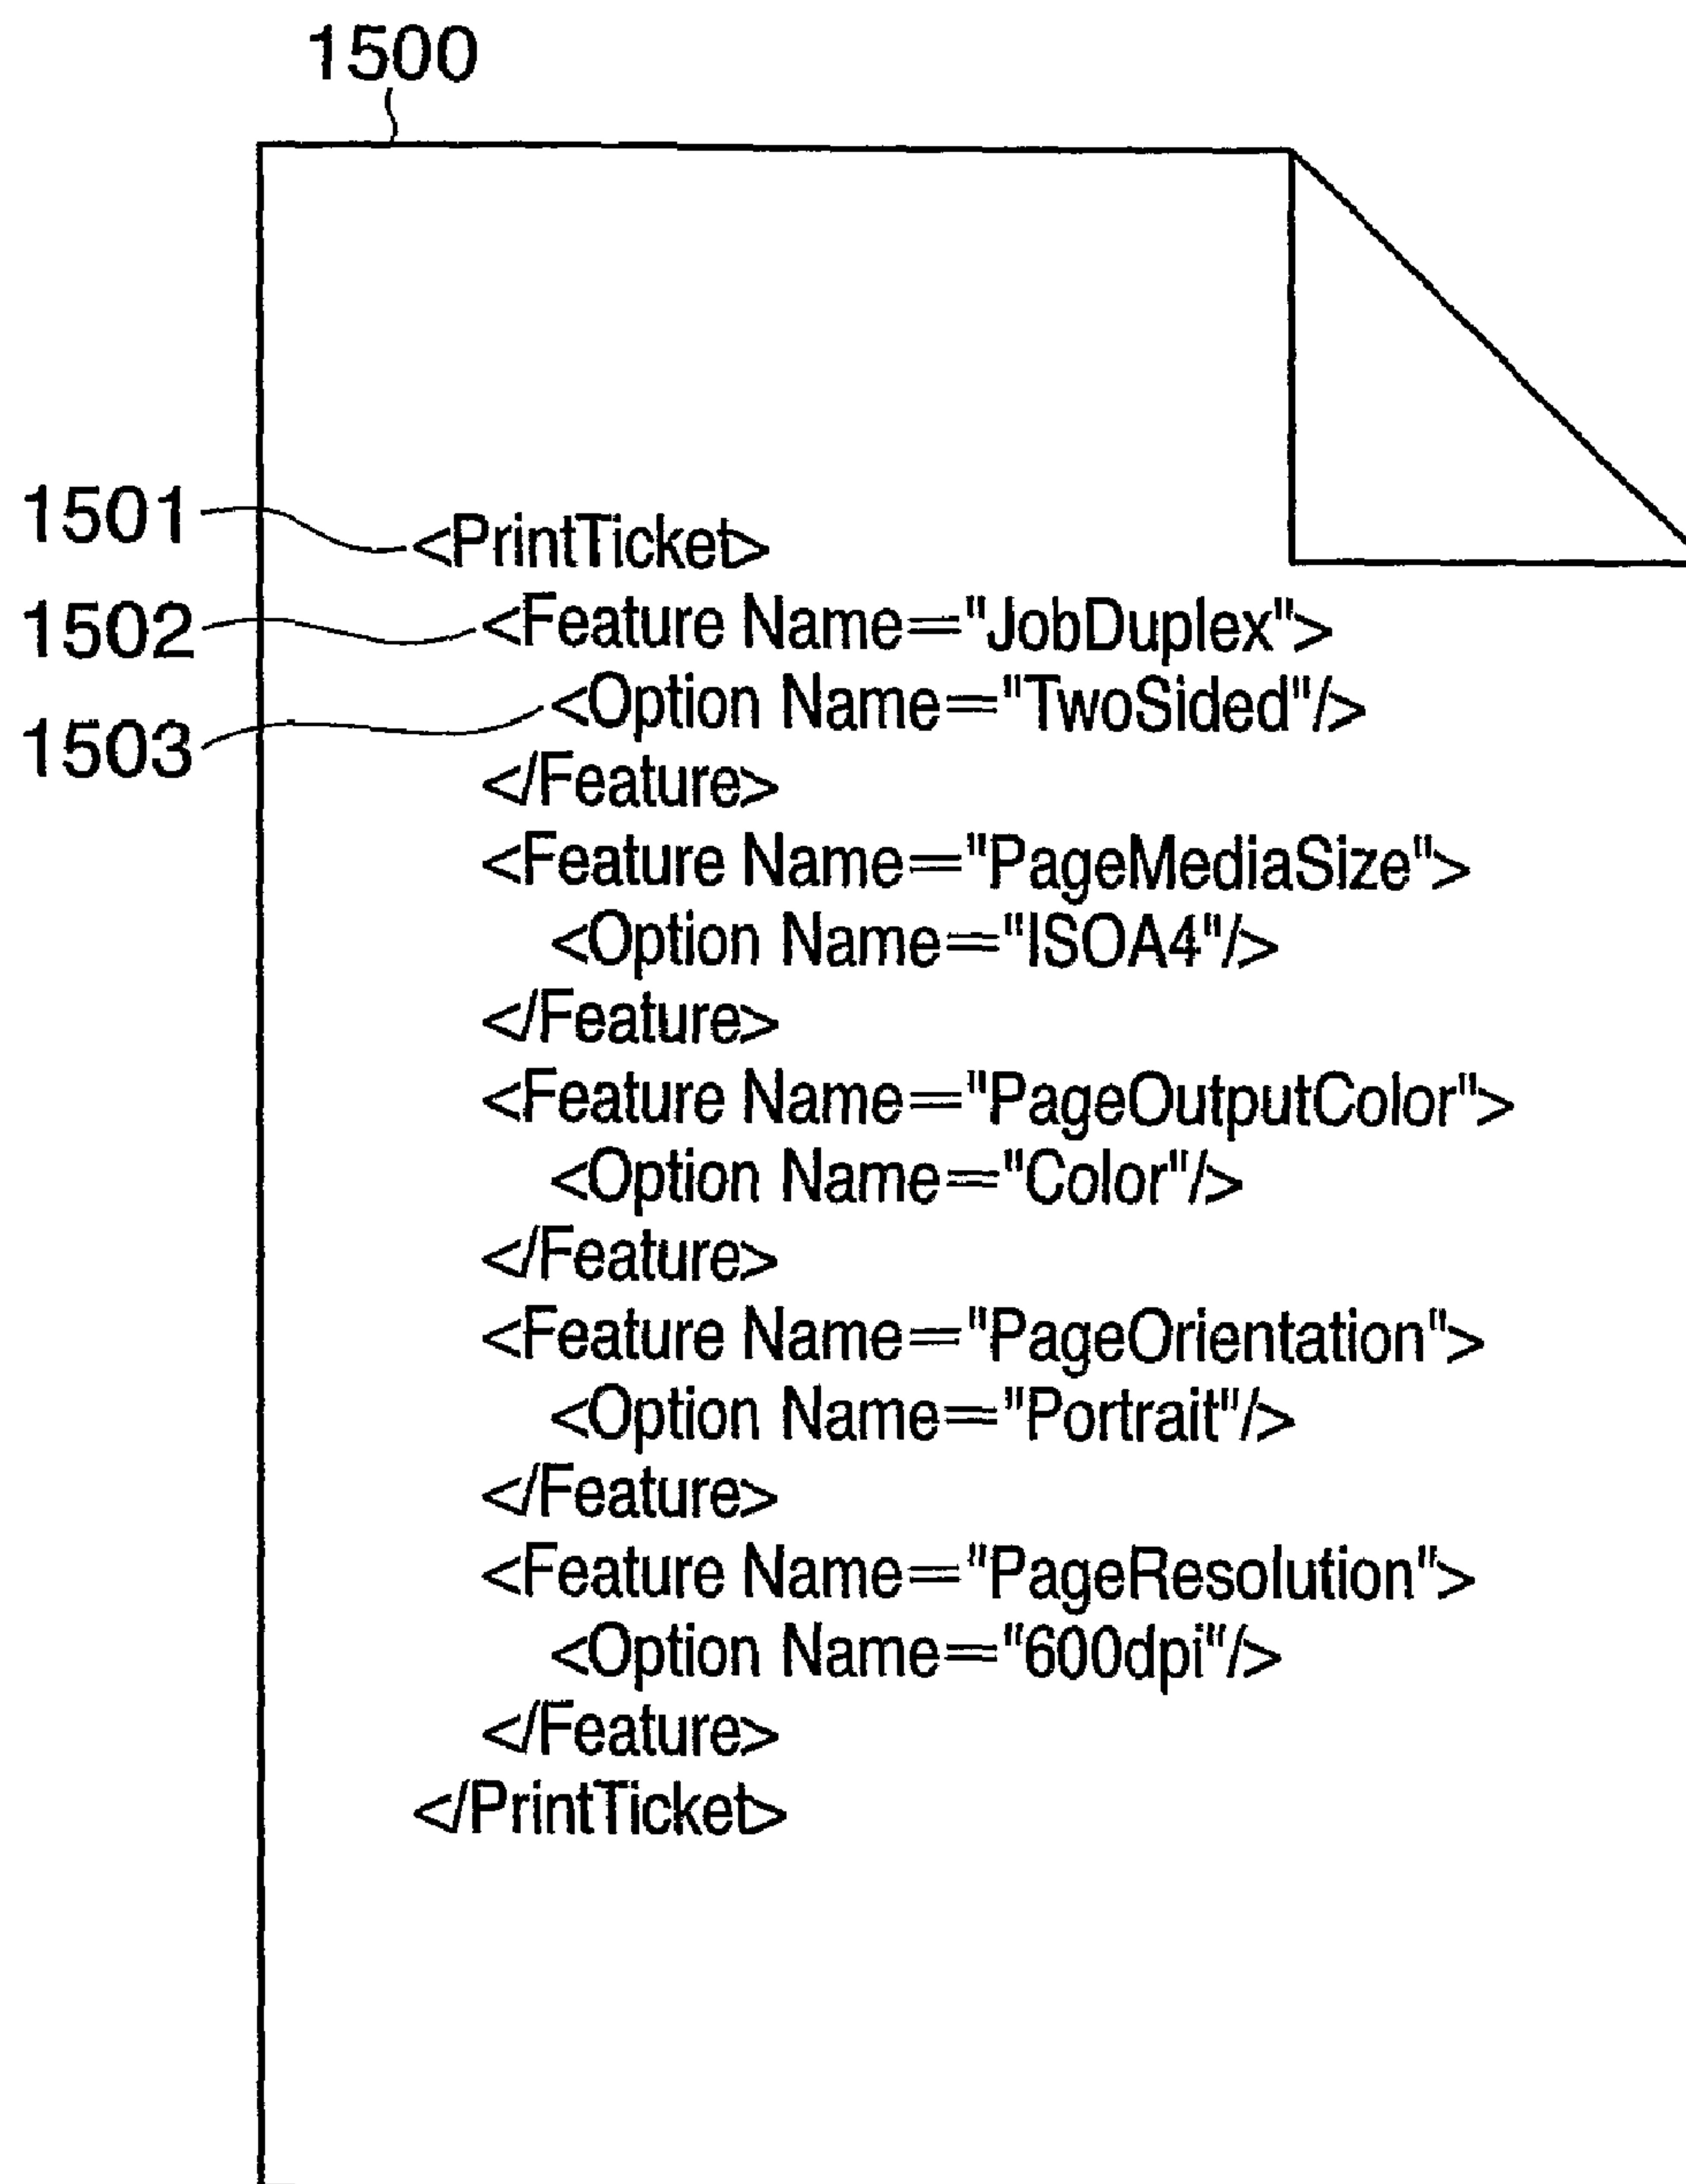 1500
1501 <PrintTicket>
1502 <Feature Name="JobDuplex">
<Option Name="TwoSided"/>
1503
</Feature>
<Feature Name="PageMediaSize">
<Option Name="ISOA4"/>
</Feature>
<Feature Name="PageOutputColor">
<Option Name="Color"/>
</Feature>
<Feature Name="PageOrientation">
<Option Name="Portrait"/>
</Feature>
<Feature Name="PageResolution">
<Option Name="600dpi"/>
</Feature>
</PrintTicket>